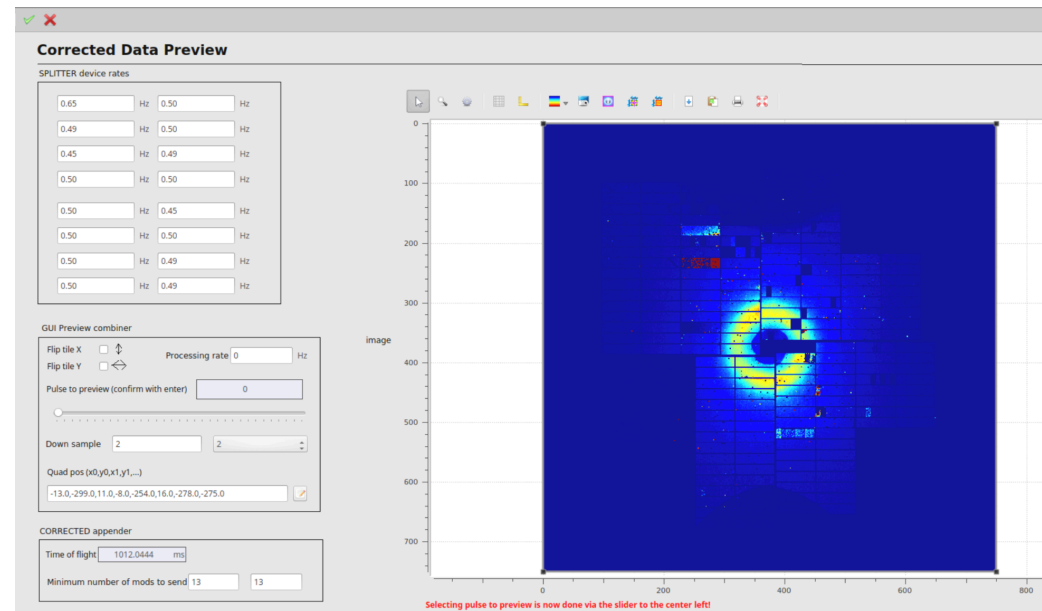 Corrected Data Preview
SPLITTER device rates
0.65 Hz 0.50 Hz
0.49 Hz 0.50 Hz
0.45 Hz 0.49 Hz
0.50 Hz 0.50 Hz
0.50 Hz 0.45 Hz
0.50 Hz 0.50 Hz
0.50 Hz 0.49 Hz
0.50 Hz 0.49 Hz
GUI Preview combiner
Flip tile X
Flip tile Y
Processing rate 0 Hz
Pulse to preview (confirm with enter) 0
Down sample 2 2
Quad pos (x0,y0,x1,y1,...)
-13.0,-299.0,11.0,-8.0,-254.0,16.0,-278.0,-275.0
CORRECTED appender
Time of flight 1012.0444 ms
Minimum number of mods to send 13 13
image
0
100
200
300
400
500
600
700
0 200 400 600 800
Selecting pulse to preview is now done via the slider to the center left!